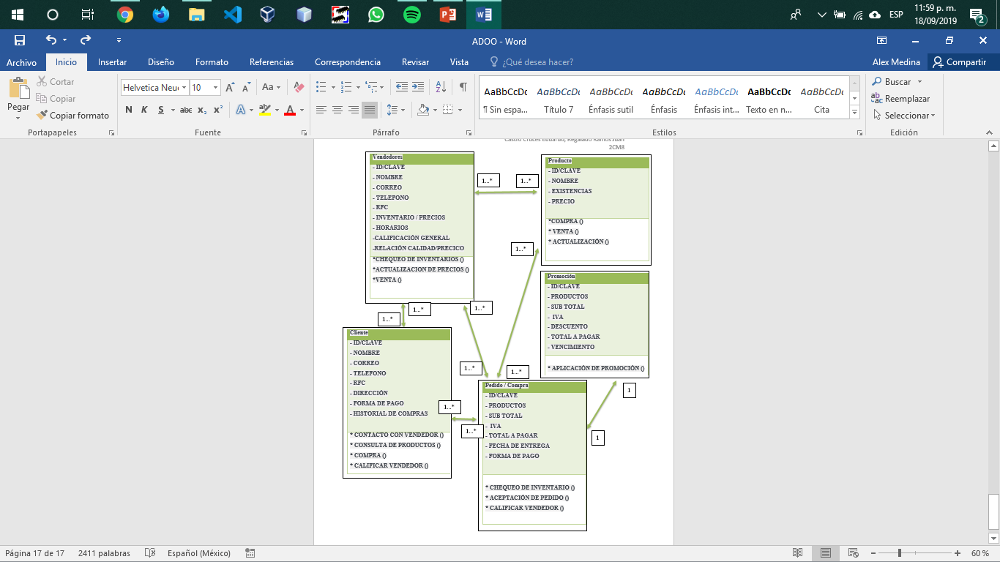 ESP
11:59 p. m.
18/09/2019
2
ADOO - Word
Archivo
Inicio
Insertar
Diseño
Formato
Referencias
Correspondencia
Revisar
Vista
¿Qué desea hacer?
Alex Medina
Compartir
Pegar
Cortar
Copiar
Copiar formato
Portapapeles
Helvetica Neu
10
Aa
N K S abc x₂ x²
Fuente
Párrafo
AaBbCcDc
¶ Sin espa...
AaBbCcDc
Título 7
AaBbCcDc
Énfasis sutil
AaBbCcDc
Énfasis
AaBbCcDc
Énfasis int...
AaBbCcDc
Texto en n...
AaBbCcDc
Cita
Estilos
Buscar
Reemplazar
Seleccionar
Edición
Castro Cruces Eduardo, Regalado Ramos Juan
2CM8
Vendedores
- ID/CLAVE
- NOMBRE
- CORREO
- TELEFONO
- RFC
- INVENTARIO / PRECIOS
- HORARIOS
-CALIFICACIÓN GENERAL
-RELACIÓN CALIDAD/PRECICO
*CHEQUEO DE INVENTARIOS ()
*ACTUALIZACION DE PRECIOS ()
*VENTA ()
1...*
1...*
Producto
- ID/CLAVE
- NOMBRE
- EXISTENCIAS
- PRECIO
*COMPRA ()
* VENTA ()
* ACTUALIZACIÓN ()
1...*
Promoción
- ID/CLAVE
- PRODUCTOS
- SUB TOTAL
- IVA
- DESCUENTO
- TOTAL A PAGAR
- VENCIMIENTO
* APLICACIÓN DE PROMOCIÓN ()
1...*
1...*
1...*
Cliente
- ID/CLAVE
- NOMBRE
- CORREO
- TELEFONO
- RFC
- DIRECCIÓN
- FORMA DE PAGO
- HISTORIAL DE COMPRAS
* CONTACTO CON VENDEDOR ()
* CONSULTA DE PRODUCTOS ()
* COMPRA ()
* CALIFICAR VENDEDOR ()
1...*
1...*
1...*
1...*
Pedido / Compra
- ID/CLAVE
- PRODUCTOS
- SUB TOTAL
- IVA
- TOTAL A PAGAR
- FECHA DE ENTREGA
- FORMA DE PAGO
* CHEQUEO DE INVENTARIO ()
* ACEPTACIÓN DE PEDIDO ()
* CALIFICAR VENDEDOR ()
1
1
Página 17 de 17
2411 palabras
Español (México)
60 %